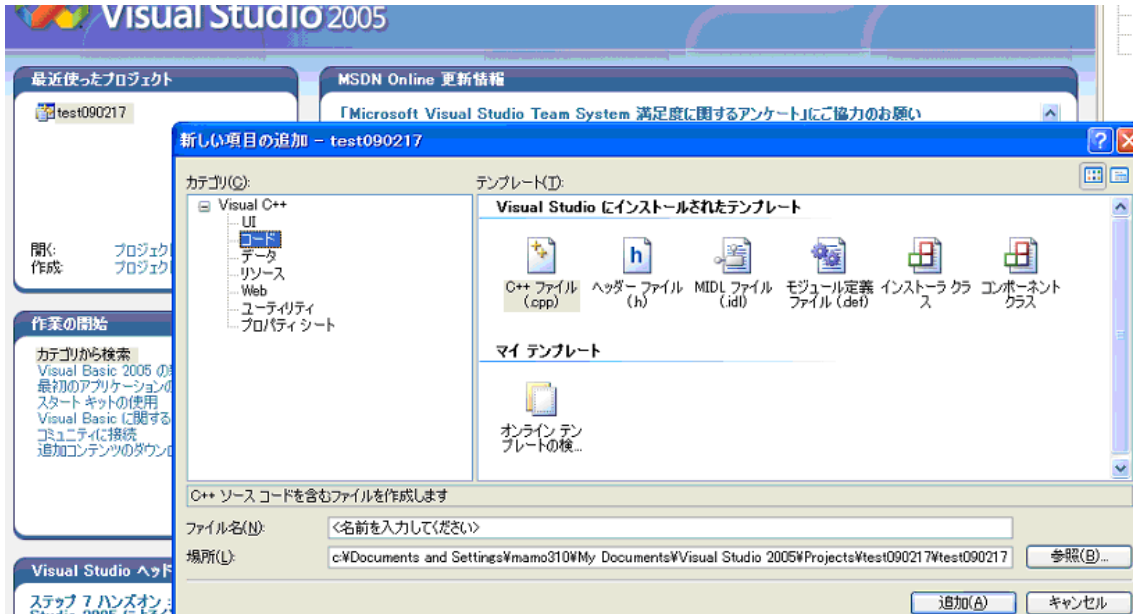 Visual Studio 2005
最近使ったプロジェクト
test090217
開く:
プロジェク
作成:
プロジェク
MSDN Online 更新情報
「Microsoft Visual Studio Team System 満足度に関するアンケート」にご協力のお願い
作業の開始
カテゴリから検索
Visual Basic 2005 の
最初のアプリケーションの
スタート キットの使用
Visual Basic に関する
コミュニティに接続
追加コンテンツのダウンロ
Visual Studio ヘッド
ステップ 7 ハンズオン :
新しい項目の追加 - test090217
カテゴリ(C):
Visual C++
UI
コード
データ
リソース
Web
ユーティリティ
プロパティ シート
テンプレート(T):
Visual Studio にインストールされたテンプレート
C++ ファイル
(.cpp)
ヘッダー ファイル
(.h)
MIDL ファイル
(.idl)
モジュール定義
ファイル (.def)
インストーラ クラ
ス
コンポーネント
クラス
マイ テンプレート
オンライン テン
プレートの検...
C++ ソース コードを含むファイルを作成します
ファイル名(N):
<名前を入力してください>
場所(L):
c:¥Documents and Settings¥mamo310¥My Documents¥Visual Studio 2005¥Projects¥test090217¥test090217
参照(B)...
追加(A)
キャンセル